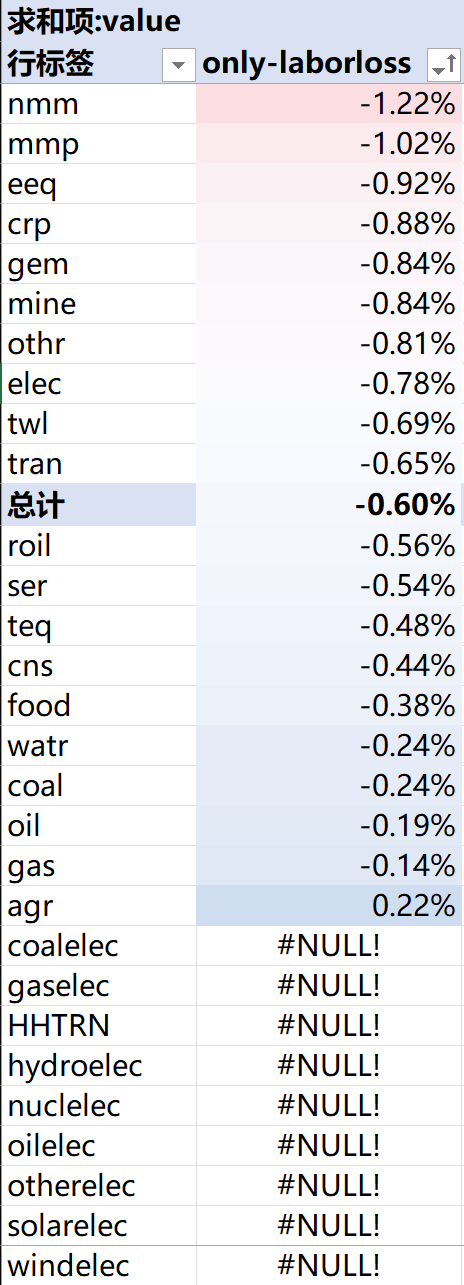 求和项:value
行标签 only-laborloss
nmm -1.22%
mmp -1.02%
eeq -0.92%
crp -0.88%
gem -0.84%
mine -0.84%
othr -0.81%
elec -0.78%
twl -0.69%
tran -0.65%
总计 -0.60%
roil -0.56%
ser -0.54%
teq -0.48%
cns -0.44%
food -0.38%
watr -0.24%
coal -0.24%
oil -0.19%
gas -0.14%
agr 0.22%
coalelec #NULL!
gaselec #NULL!
HHTRN #NULL!
hydroelec #NULL!
nuclelec #NULL!
oilelec #NULL!
otherelec #NULL!
solarelec #NULL!
windelec #NULL!